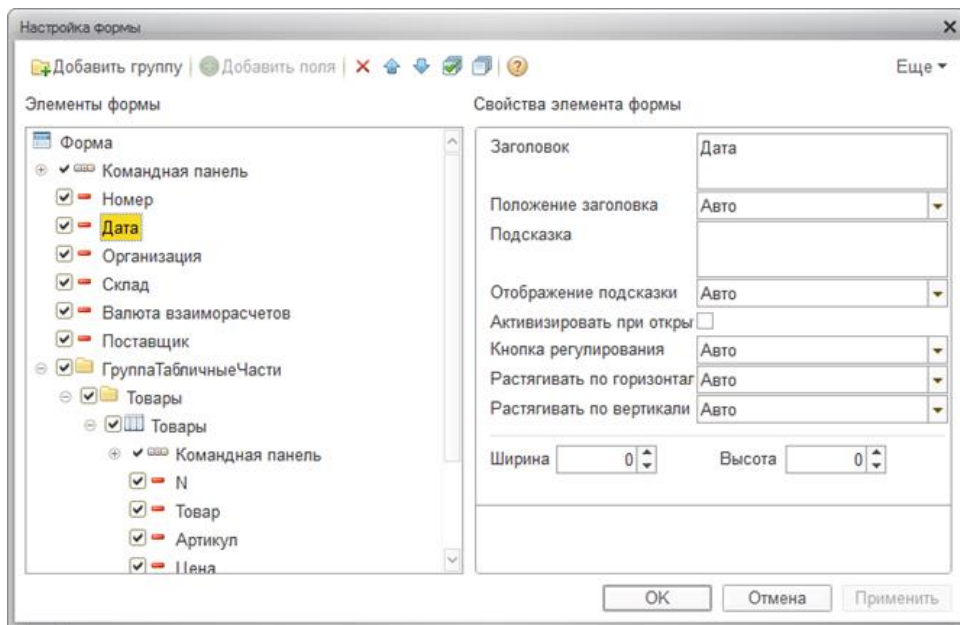 Настройка формы
Добавить группу Добавить поля Еще
Элементы формы Свойства элемента формы
Форма
Командная панель
Номер
Дата
Организация
Склад
Валюта взаиморасчетов
Поставщик
ГруппаТабличныеЧасти
Товары
Товары
Командная панель
N
Товар
Артикул
Цена
Заголовок Дата
Положение заголовка Авто
Подсказка
Отображение подсказки Авто
Активизировать при откры
Кнопка регулирования Авто
Растягивать по горизонтал Авто
Растягивать по вертикали Авто
Ширина 0 Высота 0
OK Отмена Применить